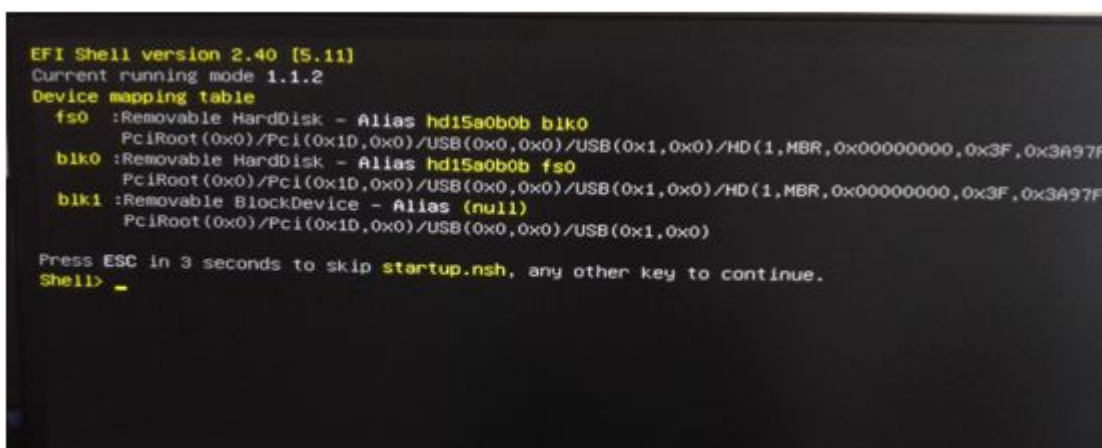 EFI Shell version 2.40 [5.11]
Current running mode 1.1.2
Device mapping table
fs0 :Removable HardDisk - Alias hd15a0b0b blk0
PciRoot(0x0)/Pci(0x1D,0x0)/USB(0x0,0x0)/USB(0x1,0x0)/HD(1,MBR,0x00000000,0x3F,0x3A97F
blk0 :Removable HardDisk - Alias hd15a0b0b fs0
PciRoot(0x0)/Pci(0x1D,0x0)/USB(0x0,0x0)/USB(0x1,0x0)/HD(1,MBR,0x00000000,0x3F,0x3A97F
blk1 :Removable BlockDevice - Alias (null)
PciRoot(0x0)/Pci(0x1D,0x0)/USB(0x0,0x0)/USB(0x1,0x0)
Press ESC in 3 seconds to skip startup.nsh, any other key to continue.
Shell> _